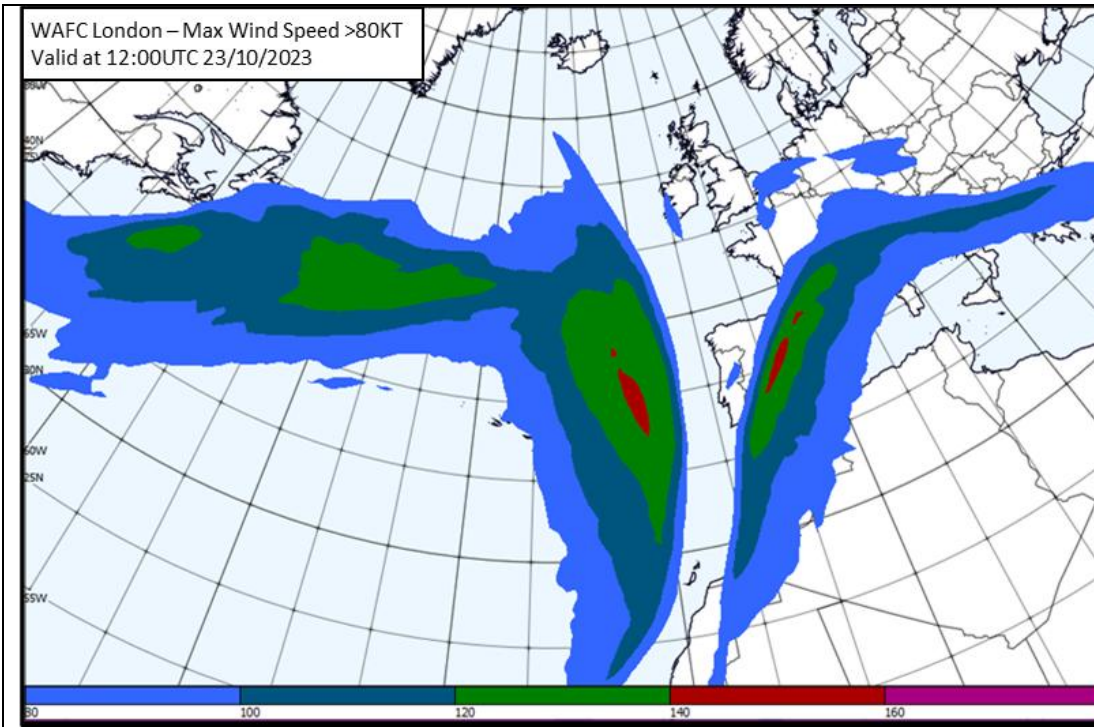 WAFC London – Max Wind Speed >80KT
Valid at 12:00UTC 23/10/2023
65W
30N
60W
25N
55W
80
100
120
140
160